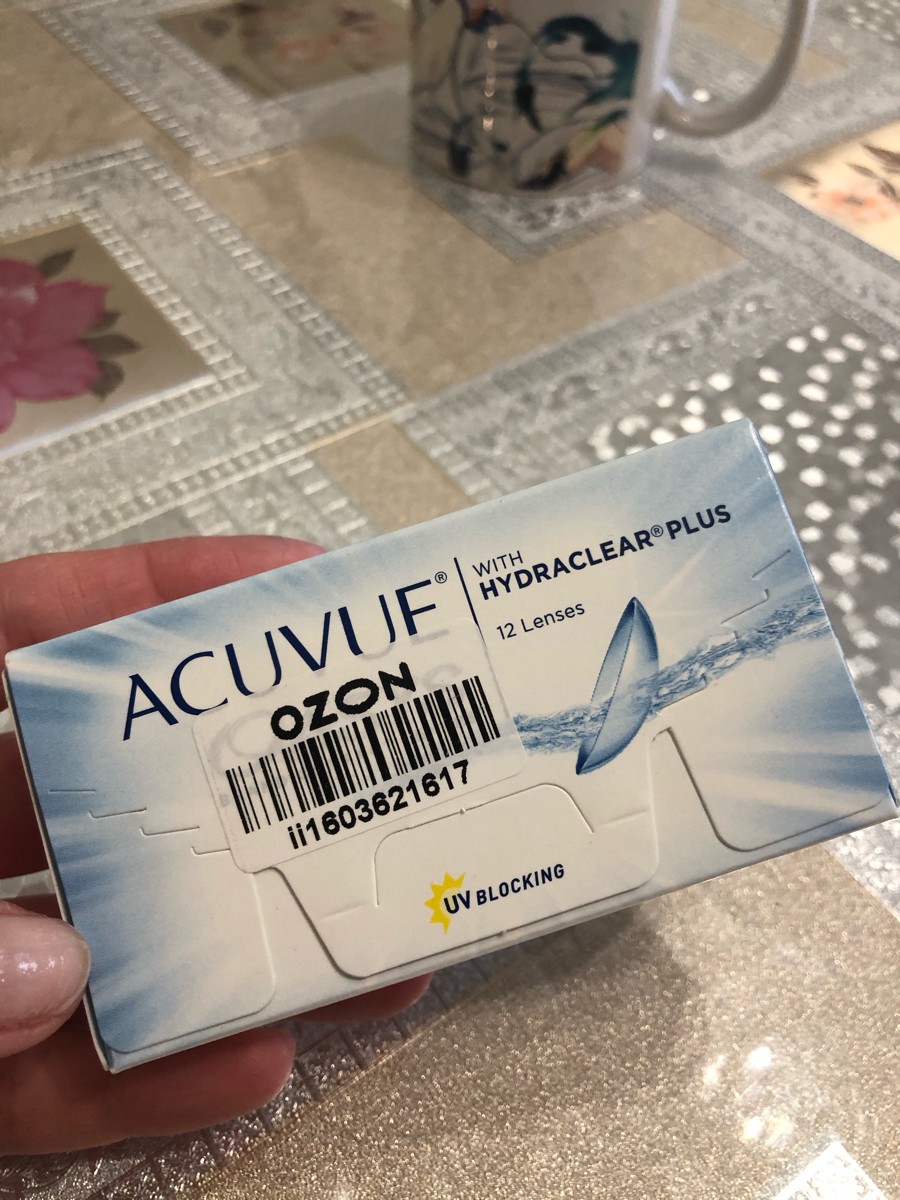 ACUVUE®
WITH
HYDRACLEAR® PLUS
12 Lenses
OZON
ii1603621617
UV BLOCKING